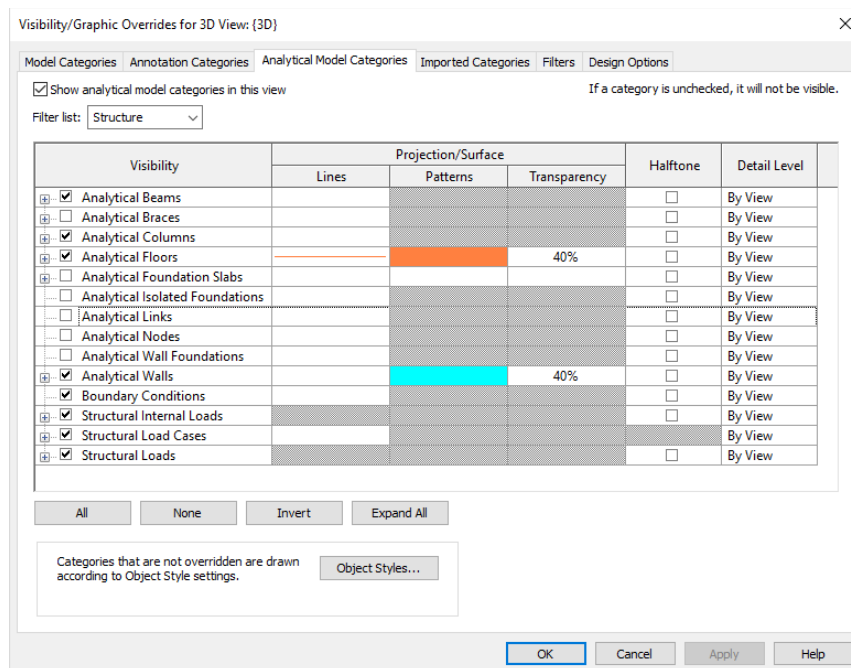 Visibility/Graphic Overrides for 3D View: {3D}
Model Categories Annotation Categories Analytical Model Categories Imported Categories Filters Design Options
Show analytical model categories in this view If a category is unchecked, it will not be visible.
Filter list: Structure
Visibility Projection/Surface Halftone Detail Level
Lines Patterns Transparency
Analytical Beams By View
Analytical Braces By View
Analytical Columns By View
Analytical Floors 40% By View
Analytical Foundation Slabs By View
Analytical Isolated Foundations By View
Analytical Links By View
Analytical Nodes By View
Analytical Wall Foundations By View
Analytical Walls 40% By View
Boundary Conditions By View
Structural Internal Loads By View
Structural Load Cases By View
Structural Loads By View
All None Invert Expand All
Categories that are not overridden are drawn
according to Object Style settings.
Object Styles...
OK Cancel Apply Help